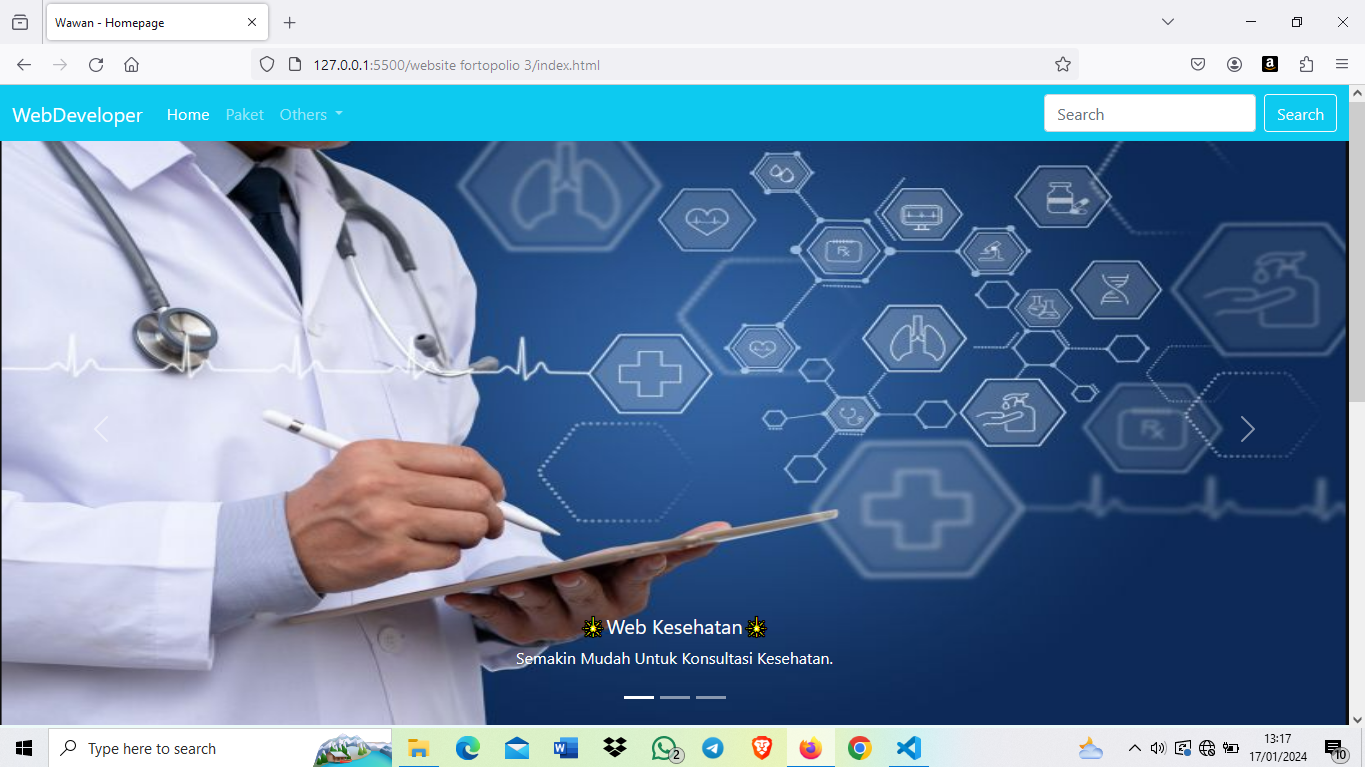 Wawan - Homepage
127.0.0.1:5500/website fortopolio 3/index.html
WebDeveloper Home Paket Others Search Search
Rx
Rx
Web Kesehatan
Semakin Mudah Untuk Konsultasi Kesehatan.
Type here to search
2
13:17
17/01/2024
10